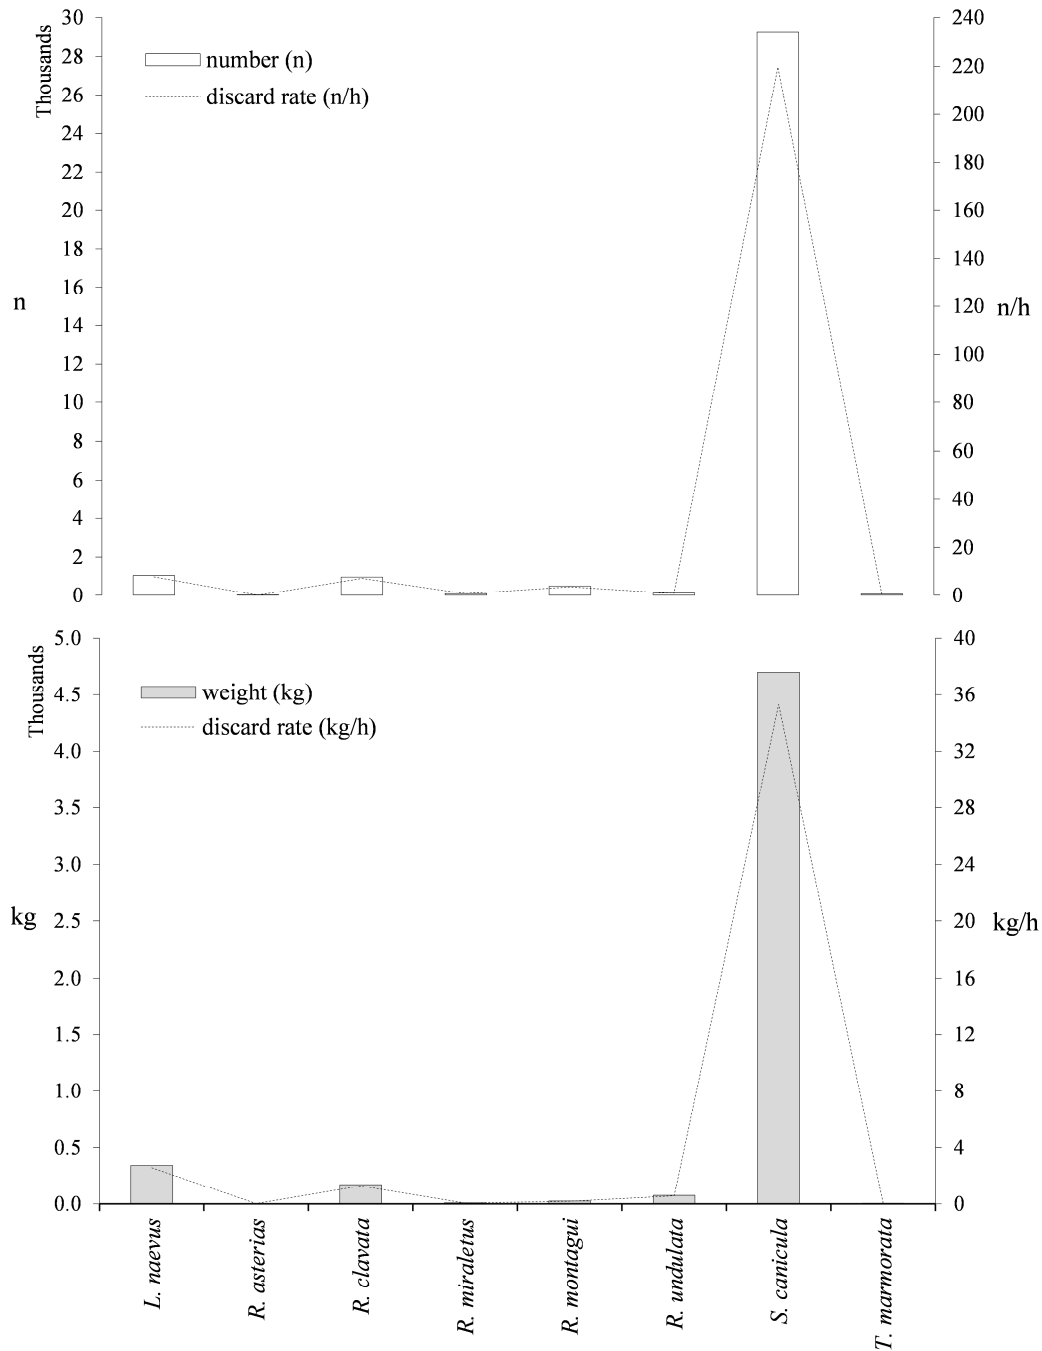 Thousands
number (n)
discard rate (n/h)
30
28
26
24
22
20
18
16
14
12
10
8
6
4
2
0
n
240
220
200
180
160
140
120
100
80
60
40
20
0
n/h
Thousands
weight (kg)
discard rate (kg/h)
5.0
4.5
4.0
3.5
3.0
2.5
2.0
1.5
1.0
0.5
0.0
kg
40
36
32
28
24
20
16
12
8
4
0
kg/h
L. naevus
R. asterias
R. clavata
R. miraletus
R. montagui
R. undulata
S. canicula
T. marmorata